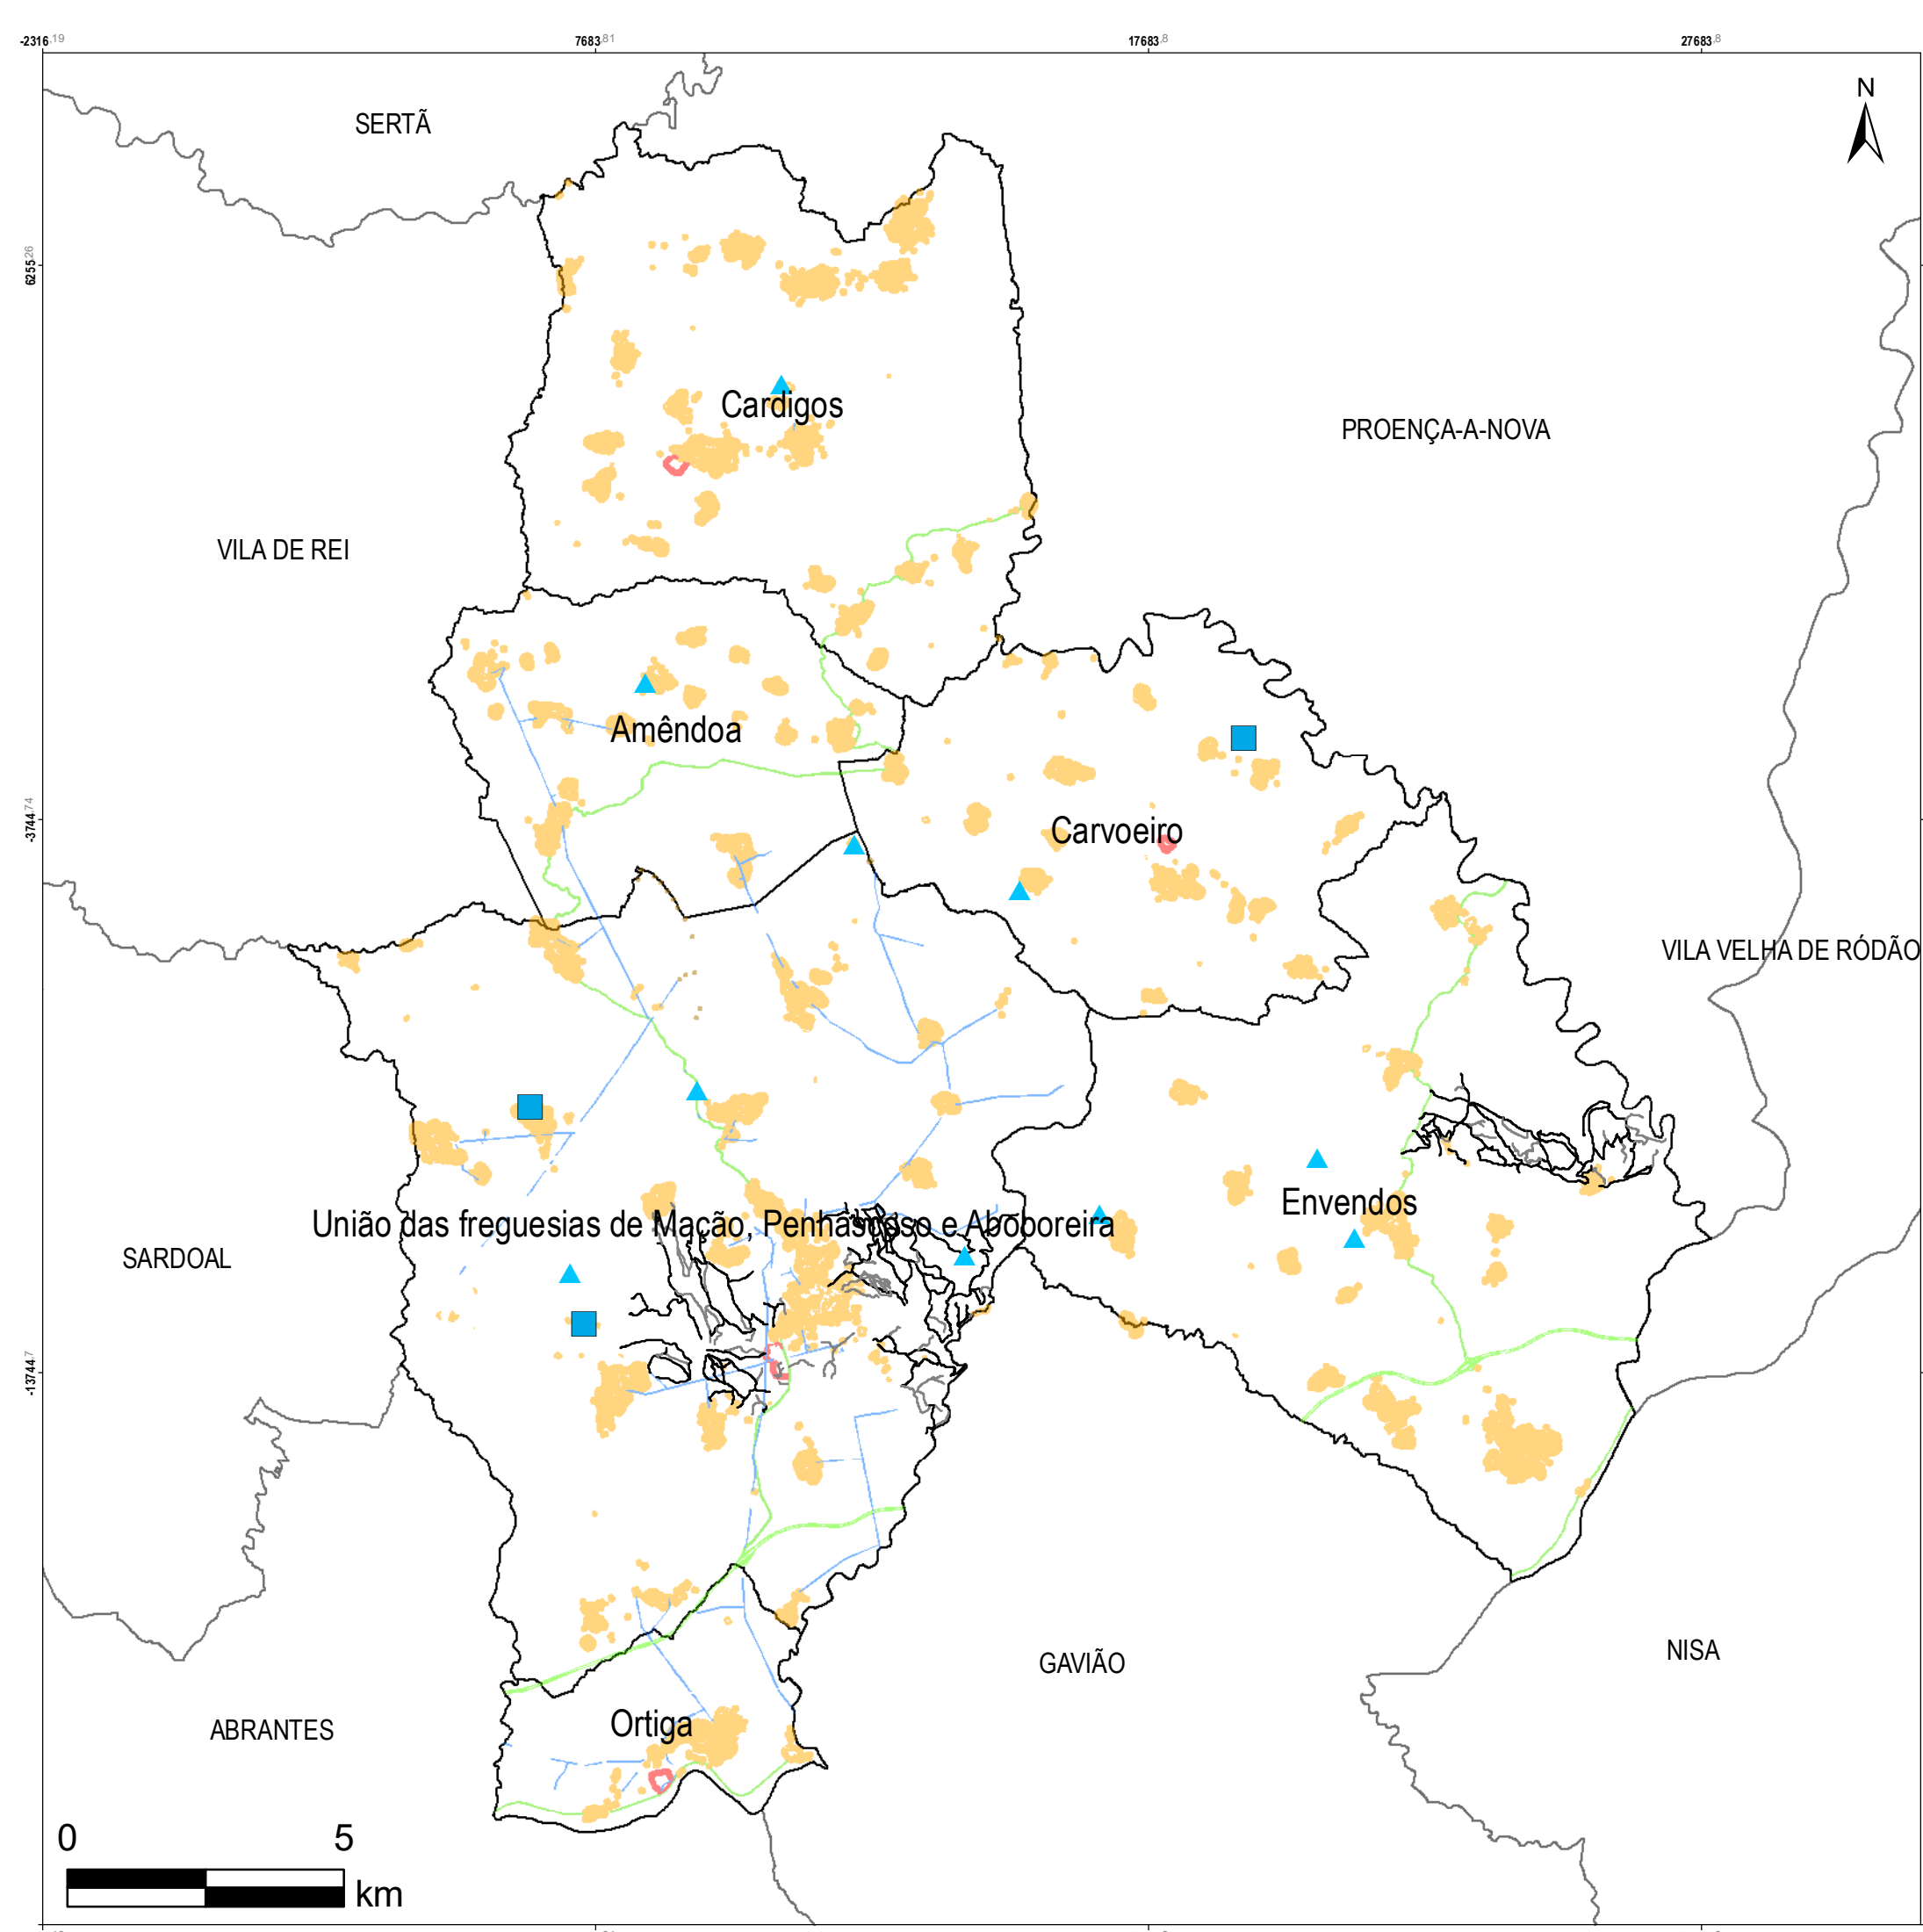 -2316,19
7683,81
17683,8
27683,8
N
SERTÃ
6255,26
Cardigos
PROENÇA-A-NOVA
VILA DE REI
Amêndoa
-3744,74
Carvoeiro
VILA VELHA DE RÓDÃO
Envendos
União das freguesias de Mação, Penhascoso e Aboboreira
SARDOAL
-13744,7
GAVIÃO
NISA
Ortiga
ABRANTES
0 5
km